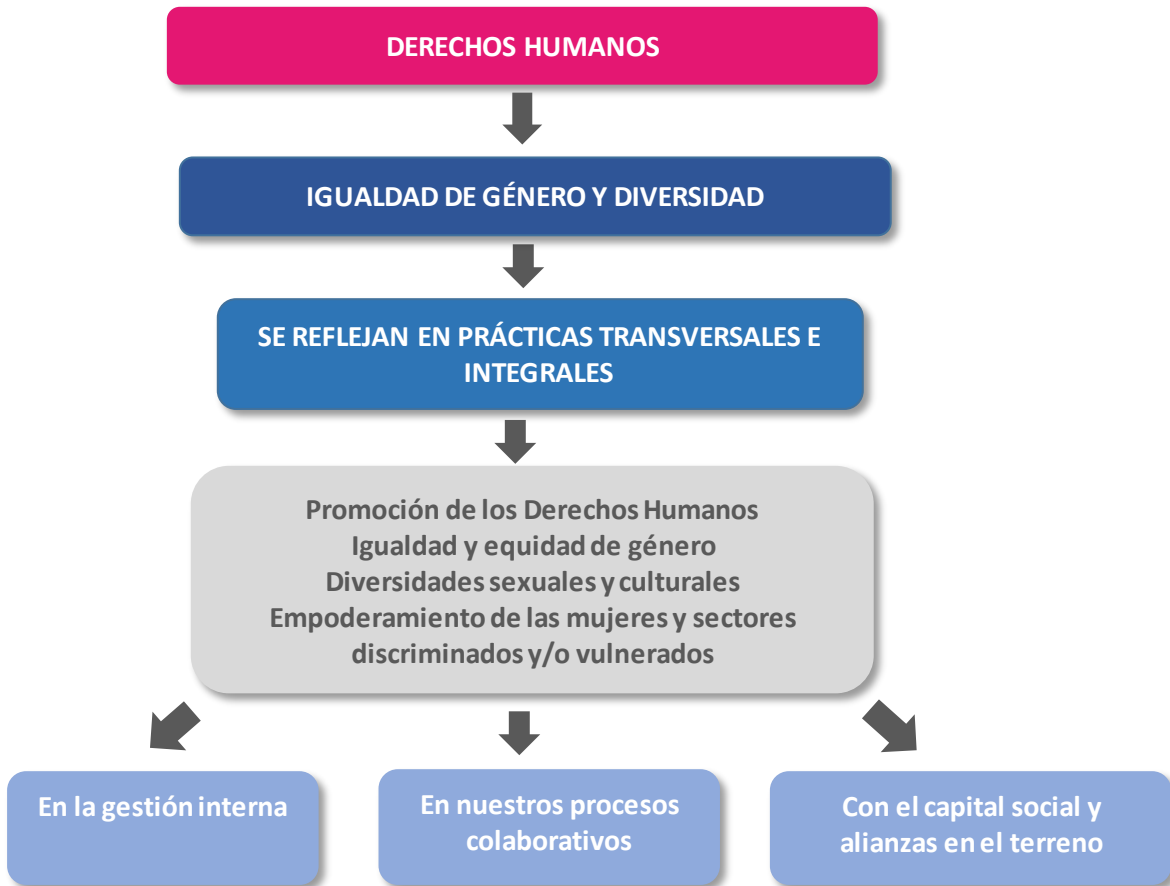 DERECHOS HUMANOS
IGUALDAD DE GÉNERO Y DIVERSIDAD
SE REFLEJAN EN PRÁCTICAS TRANSVERSALES E
INTEGRALES
Promoción de los Derechos Humanos
Igualdad y equidad de género
Diversidades sexuales y culturales
Empoderamiento de las mujeres y sectores
discriminados y/o vulnerados
En la gestión interna
En nuestros procesos
colaborativos
Con el capital social y
alianzas en el terreno